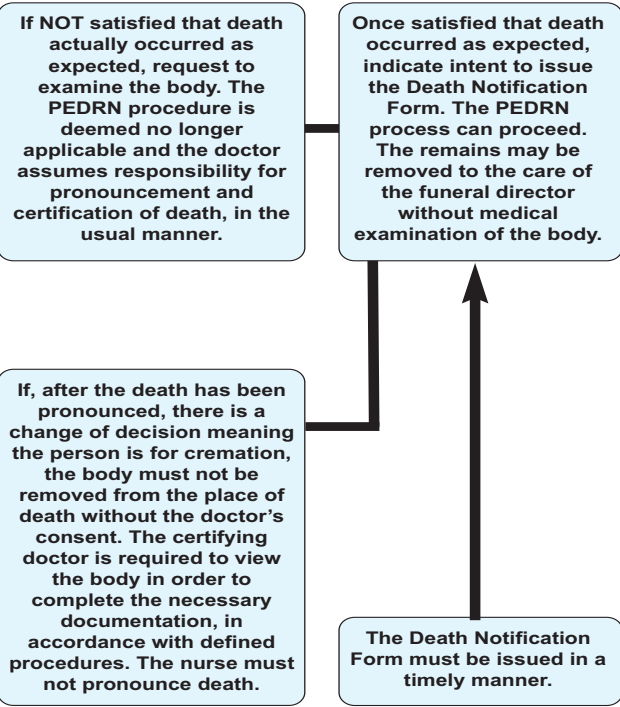 If NOT satisfied that death
actually occurred as
expected, request to
examine the body. The
PEDRN procedure is
deemed no longer
applicable and the doctor
assumes responsibility for
pronouncement and
certification of death, in the
usual manner.
Once satisfied that death
occurred as expected,
indicate intent to issue
the Death Notification
Form. The PEDRN
process can proceed.
The remains may be
removed to the care of
the funeral director
without medical
examination of the body.
If, after the death has been
pronounced, there is a
change of decision meaning
the person is for cremation,
the body must not be
removed from the place of
death without the doctor’s
consent. The certifying
doctor is required to view
the body in order to
complete the necessary
documentation, in
accordance with defined
procedures. The nurse must
not pronounce death.
The Death Notification
Form must be issued in a
timely manner.